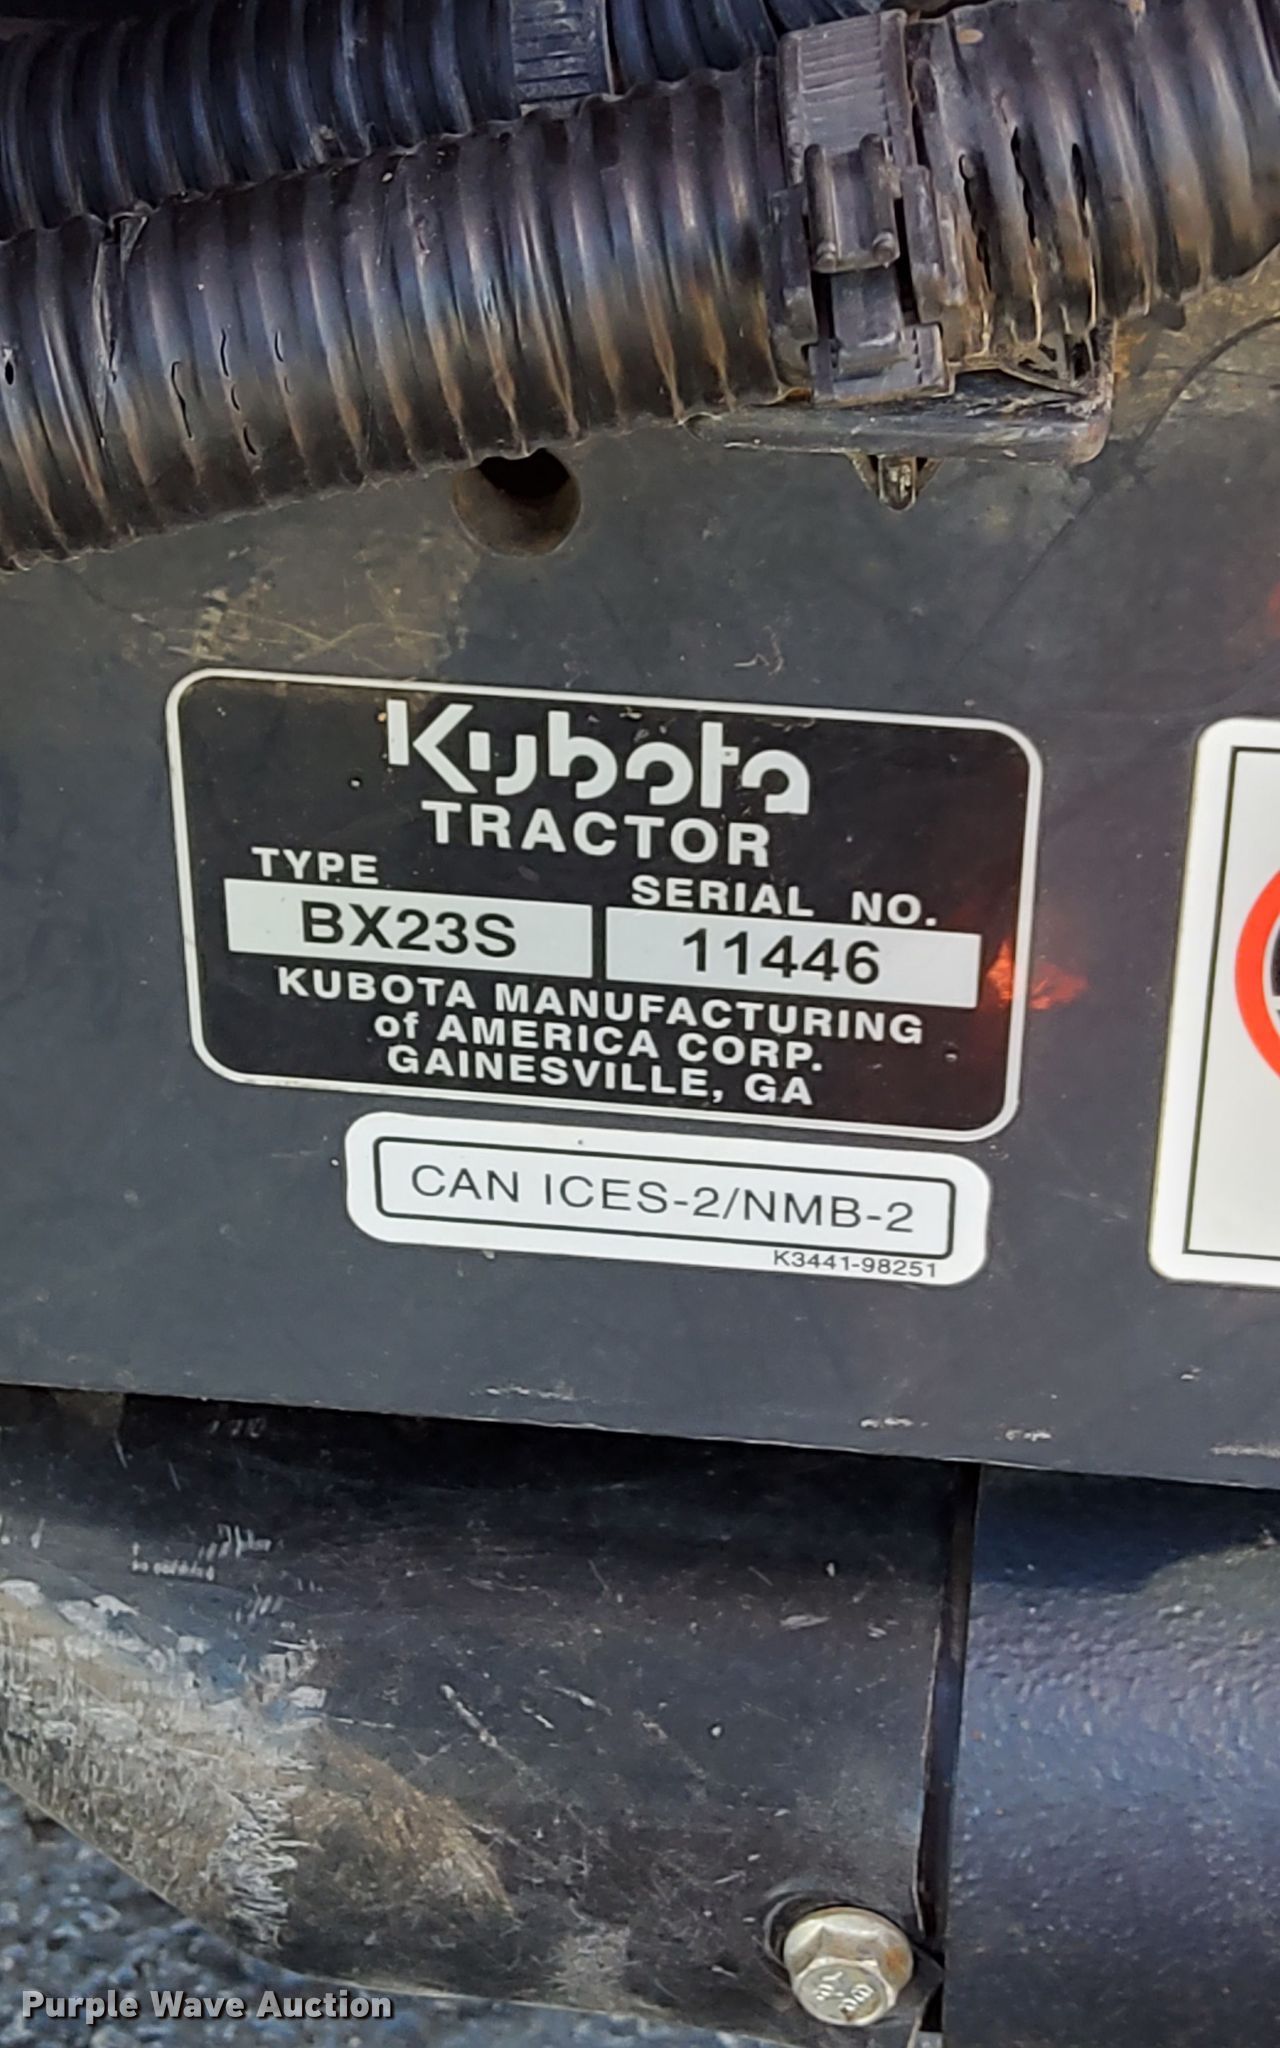 Kubota
TRACTOR
TYPE SERIAL NO.
BX23S 11446
KUBOTA MANUFACTURING
of AMERICA CORP.
GAINESVILLE, GA
CAN ICES-2/NMB-2
K3441-98251
Purple Wave Auction